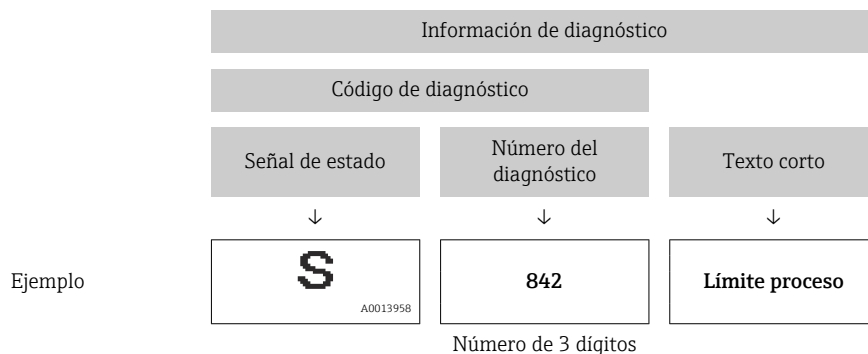 Información de diagnóstico
Código de diagnóstico
Señal de estado
Número del
diagnóstico
Texto corto
↓ ↓ ↓
Ejemplo
S
A0013958
842
Límite proceso
Número de 3 dígitos